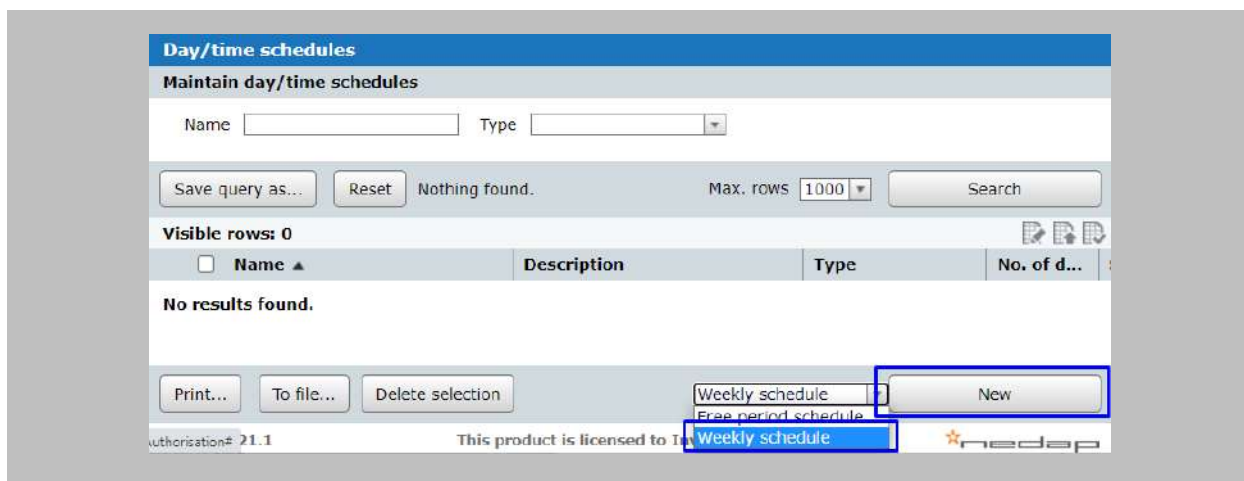 Day/time schedules
Maintain day/time schedules
Name Type
Save query as... Reset Nothing found. Max. rows 1000 Search
Visible rows: 0
Name Description Type No. of d...
No results found.
Print... To file... Delete selection Weekly schedule New
Free period schedule
uthorisation# 21.1 This product is licensed to In Weekly schedule nedap